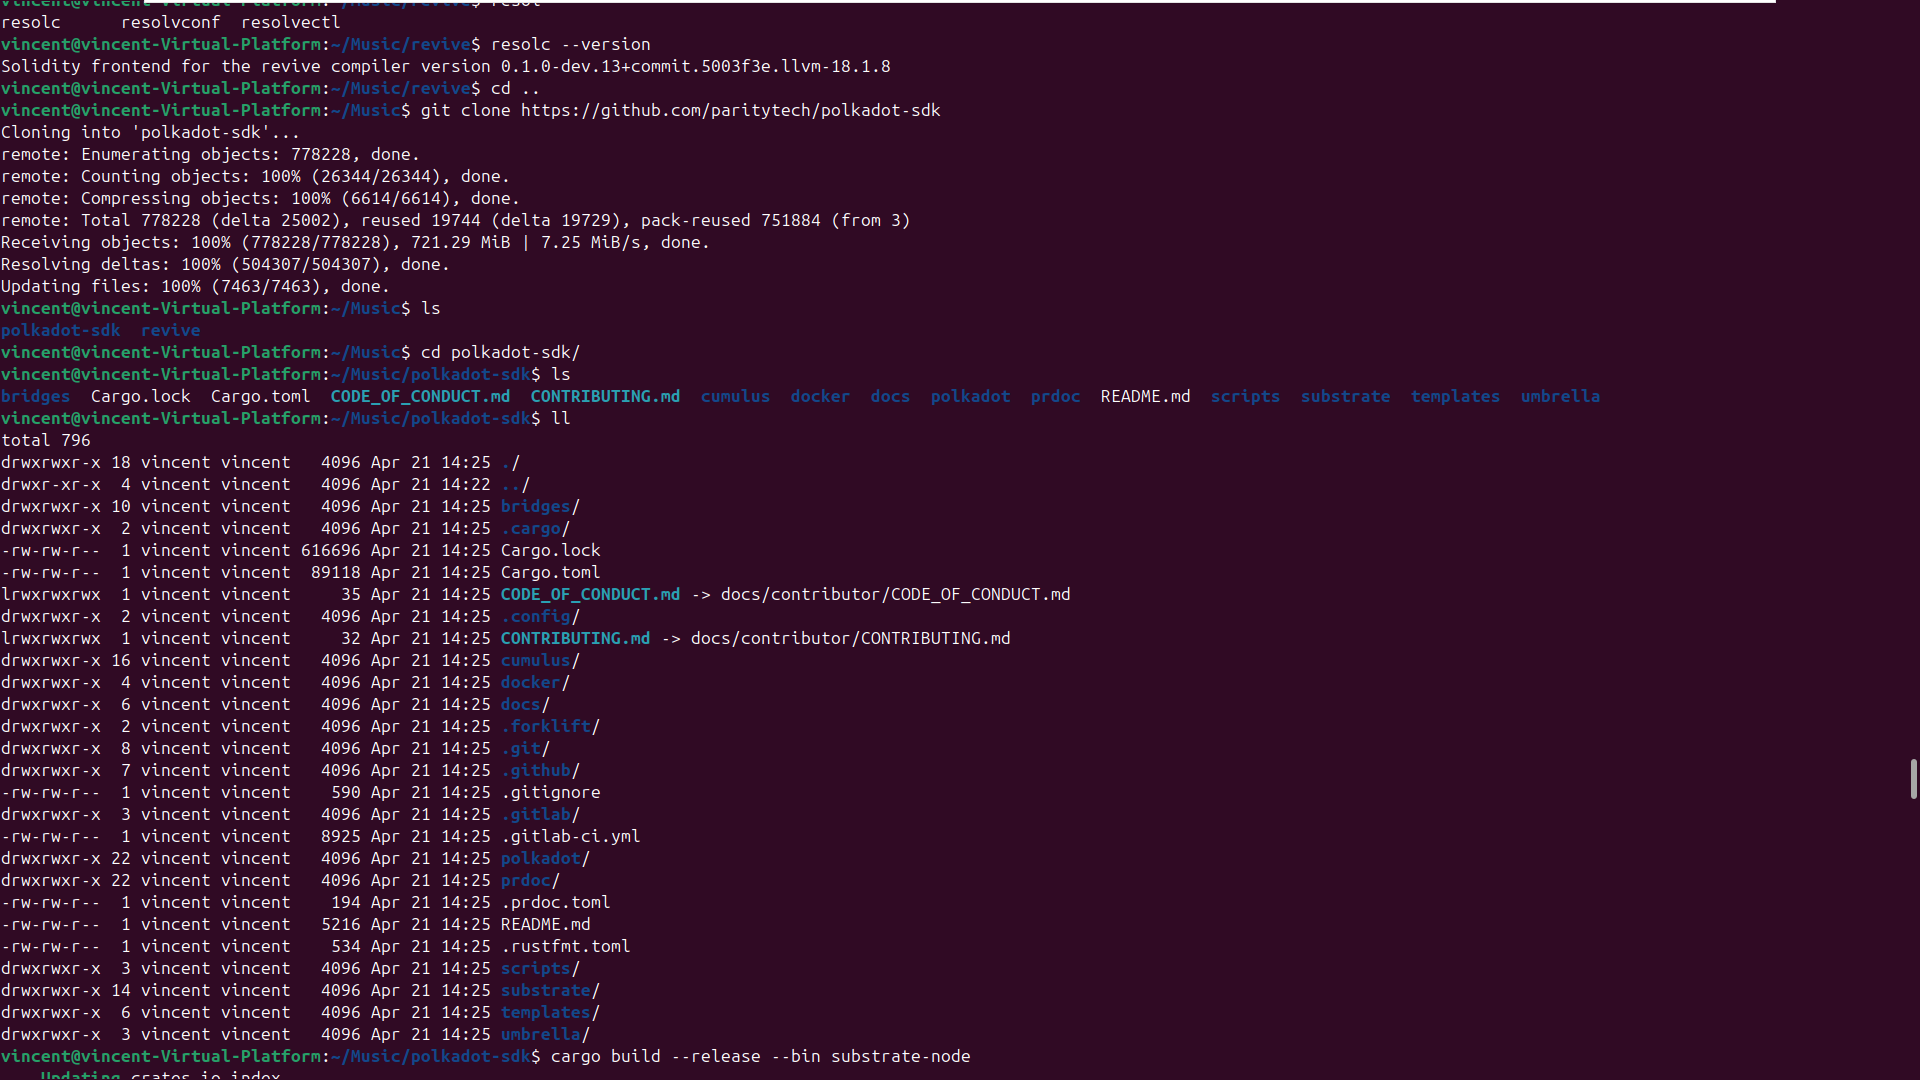 resolc      resolvconf  resolvectl
vincent@vincent-Virtual-Platform:~/Music/revive$ resolc --version
Solidity frontend for the revive compiler version 0.1.0-dev.13+commit.5003f3e.llvm-18.1.8
vincent@vincent-Virtual-Platform:~/Music/revive$ cd ..
vincent@vincent-Virtual-Platform:~/Music$ git clone https://github.com/paritytech/polkadot-sdk
Cloning into 'polkadot-sdk'...
remote: Enumerating objects: 778228, done.
remote: Counting objects: 100% (26344/26344), done.
remote: Compressing objects: 100% (6614/6614), done.
remote: Total 778228 (delta 25002), reused 19744 (delta 19729), pack-reused 751884 (from 3)
Receiving objects: 100% (778228/778228), 721.29 MiB | 7.25 MiB/s, done.
Resolving deltas: 100% (504307/504307), done.
Updating files: 100% (7463/7463), done.
vincent@vincent-Virtual-Platform:~/Music$ ls
polkadot-sdk  revive
vincent@vincent-Virtual-Platform:~/Music$ cd polkadot-sdk/
vincent@vincent-Virtual-Platform:~/Music/polkadot-sdk$ ls
bridges  Cargo.lock  Cargo.toml  CODE_OF_CONDUCT.md  CONTRIBUTING.md  cumulus  docker  docs  polkadot  prdoc  README.md  scripts  substrate  templates  umbrella
vincent@vincent-Virtual-Platform:~/Music/polkadot-sdk$ ll
total 796
drwxrwxr-x 18 vincent vincent   4096 Apr 21 14:25 ./
drwxr-xr-x  4 vincent vincent   4096 Apr 21 14:22 ../
drwxrwxr-x 10 vincent vincent   4096 Apr 21 14:25 bridges/
drwxrwxr-x  2 vincent vincent   4096 Apr 21 14:25 .cargo/
-rw-rw-r--  1 vincent vincent 616696 Apr 21 14:25 Cargo.lock
-rw-rw-r--  1 vincent vincent  89118 Apr 21 14:25 Cargo.toml
lrwxrwxrwx  1 vincent vincent     35 Apr 21 14:25 CODE_OF_CONDUCT.md -> docs/contributor/CODE_OF_CONDUCT.md
drwxrwxr-x  2 vincent vincent   4096 Apr 21 14:25 .config/
lrwxrwxrwx  1 vincent vincent     32 Apr 21 14:25 CONTRIBUTING.md -> docs/contributor/CONTRIBUTING.md
drwxrwxr-x 16 vincent vincent   4096 Apr 21 14:25 cumulus/
drwxrwxr-x  4 vincent vincent   4096 Apr 21 14:25 docker/
drwxrwxr-x  6 vincent vincent   4096 Apr 21 14:25 docs/
drwxrwxr-x  2 vincent vincent   4096 Apr 21 14:25 .forklift/
drwxrwxr-x  8 vincent vincent   4096 Apr 21 14:25 .git/
drwxrwxr-x  7 vincent vincent   4096 Apr 21 14:25 .github/
-rw-rw-r--  1 vincent vincent    590 Apr 21 14:25 .gitignore
drwxrwxr-x  3 vincent vincent   4096 Apr 21 14:25 .gitlab/
-rw-rw-r--  1 vincent vincent   8925 Apr 21 14:25 .gitlab-ci.yml
drwxrwxr-x 22 vincent vincent   4096 Apr 21 14:25 polkadot/
drwxrwxr-x 22 vincent vincent   4096 Apr 21 14:25 prdoc/
-rw-rw-r--  1 vincent vincent    194 Apr 21 14:25 .prdoc.toml
-rw-rw-r--  1 vincent vincent   5216 Apr 21 14:25 README.md
-rw-rw-r--  1 vincent vincent    534 Apr 21 14:25 .rustfmt.toml
drwxrwxr-x  3 vincent vincent   4096 Apr 21 14:25 scripts/
drwxrwxr-x 14 vincent vincent   4096 Apr 21 14:25 substrate/
drwxrwxr-x  6 vincent vincent   4096 Apr 21 14:25 templates/
drwxrwxr-x  3 vincent vincent   4096 Apr 21 14:25 umbrella/
vincent@vincent-Virtual-Platform:~/Music/polkadot-sdk$ cargo build --release --bin substrate-node
    Updating crates.io index